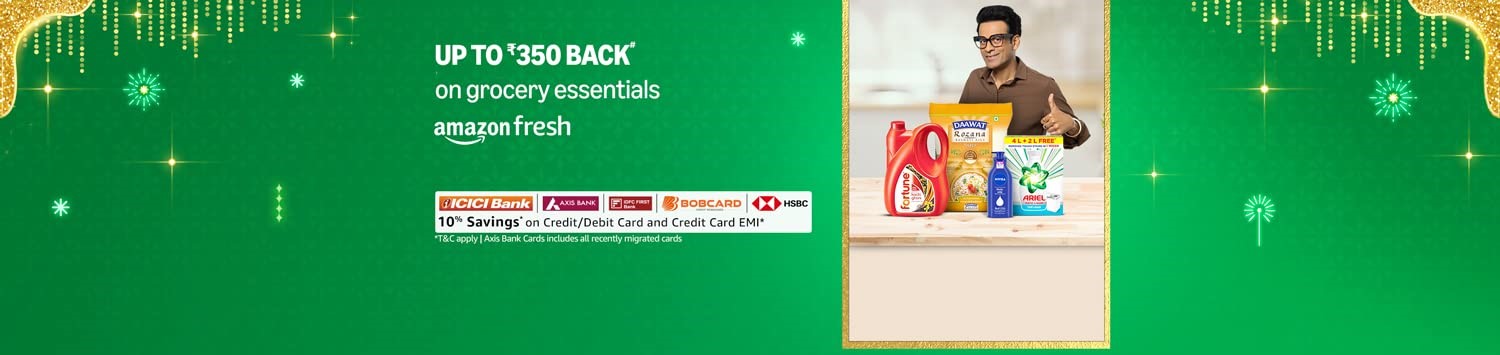 UP TO ₹350 BACK#
on grocery essentials
amazon fresh
ICICI Bank AXIS BANK IDFC FIRST Bank BOBCARD HSBC
10% Savings* on Credit/Debit Card and Credit Card EMI*
*T&C apply | Axis Bank Cards includes all recently migrated cards
DAAWAT
Rozana
4 L + 2 L FREE
fortune
NIVEA
ARIEL